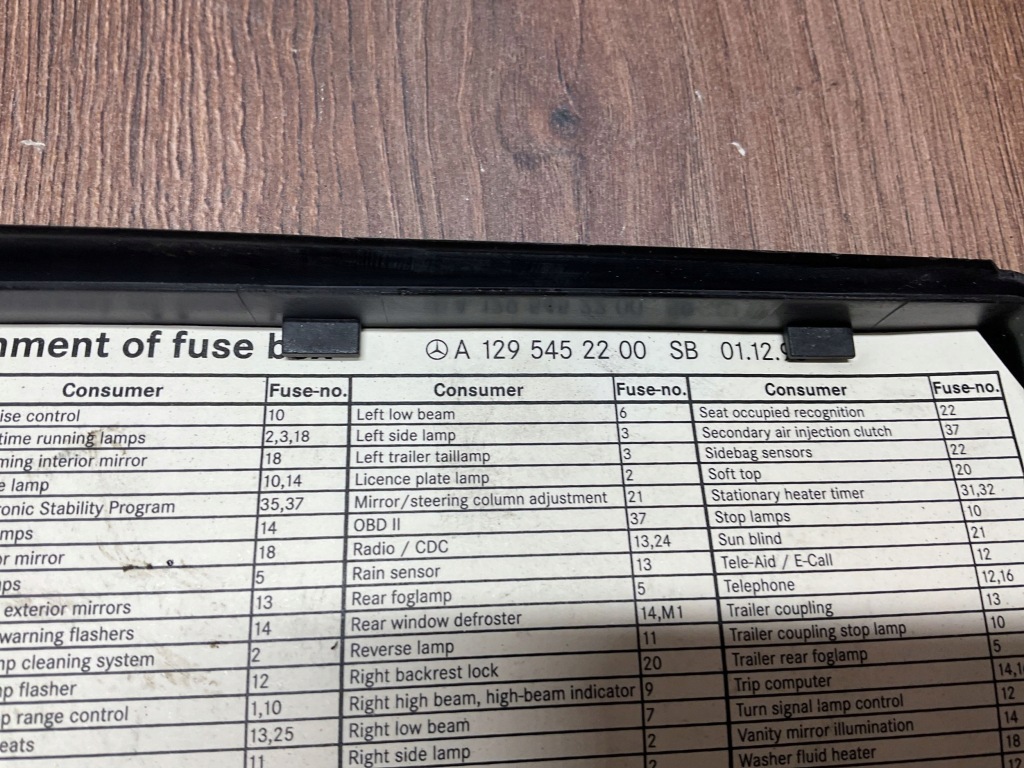 nment of fuse b A 129 545 22 00 SB 01.12.
Consumer Fuse-no. Consumer Fuse-no. Consumer Fuse-no.
ise control 10 Left low beam 6 Seat occupied recognition 22
time running lamps 2,3,18 Left side lamp 3 Secondary air injection clutch 37
ming interior mirror 18 Left trailer taillamp 3 Sidebag sensors 22
e lamp 10,14 Licence plate lamp 2 Soft top 20
ronic Stability Program 35,37 Mirror/steering column adjustment 21 Stationary heater timer 31,32
mps 14 OBD II 37 Stop lamps 10
or mirror 18 Radio / CDC 13,24 Sun blind 21
ps 5 Rain sensor 13 Tele-Aid / E-Call 12
exterior mirrors 13 Rear foglamp 5 Telephone 12,16
warning flashers 14 Rear window defroster 14,M1 Trailer coupling 13
mp cleaning system 2 Reverse lamp 11 Trailer coupling stop lamp 10
p flasher 12 Right backrest lock 20 Trailer rear foglamp 5
p range control 1,10 Right high beam, high-beam indicator 9 Trip computer 14,1
eats 13,25 Right low beam 7 Turn signal lamp control 12
11 Right side lamp 2 Vanity mirror illumination 14
Washer fluid heater 18
12